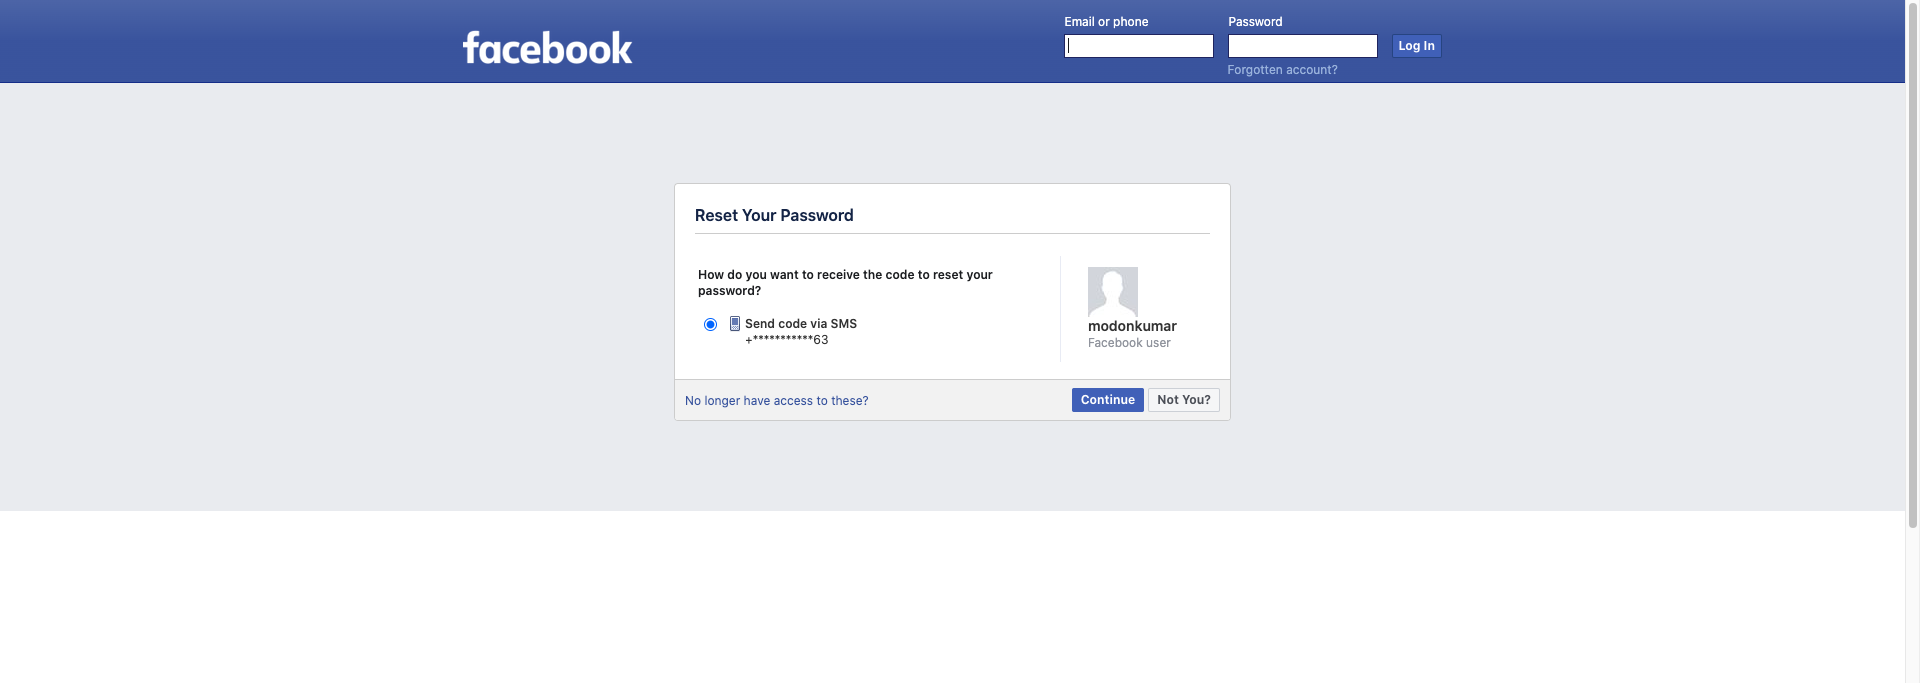 facebook
Email or phone
Password
Log In
Forgotten account?
Reset Your Password
How do you want to receive the code to reset your
password?
Send code via SMS
+***********63
modonkumar
Facebook user
No longer have access to these?
Continue
Not You?